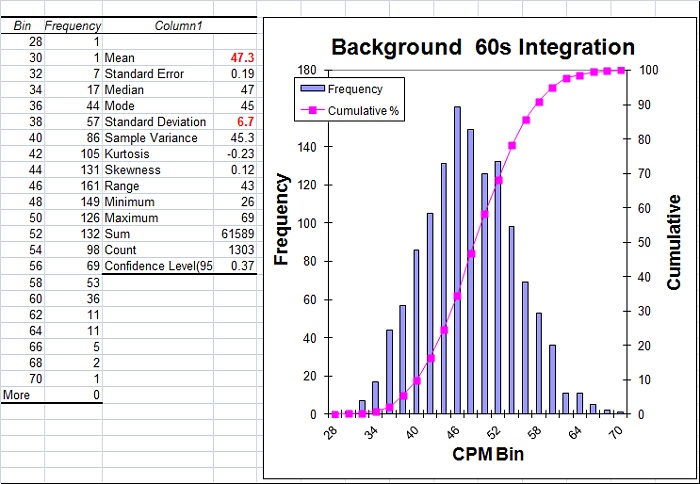 Bin Frequency Column1
28 1
30 1 Mean 47.3
32 7 Standard Error 0.19
34 17 Median 47
36 44 Mode 45
38 57 Standard Deviation 6.7
40 86 Sample Variance 45.3
42 105 Kurtosis -0.23
44 131 Skewness 0.12
46 161 Range 43
48 149 Minimum 26
50 126 Maximum 69
52 132 Sum 61589
54 98 Count 1303
56 69 Confidence Level(95 0.37
58 53
60 36
62 11
64 11
66 5
68 2
70 1
More 0
Background 60s Integration
Frequency
Cumulative %
180
140
120
100
80
60
40
20
0
Frequency
100
90
80
70
60
50
40
30
20
10
0
Cumulative
28 34 40 46 52 58 64 70
CPM Bin